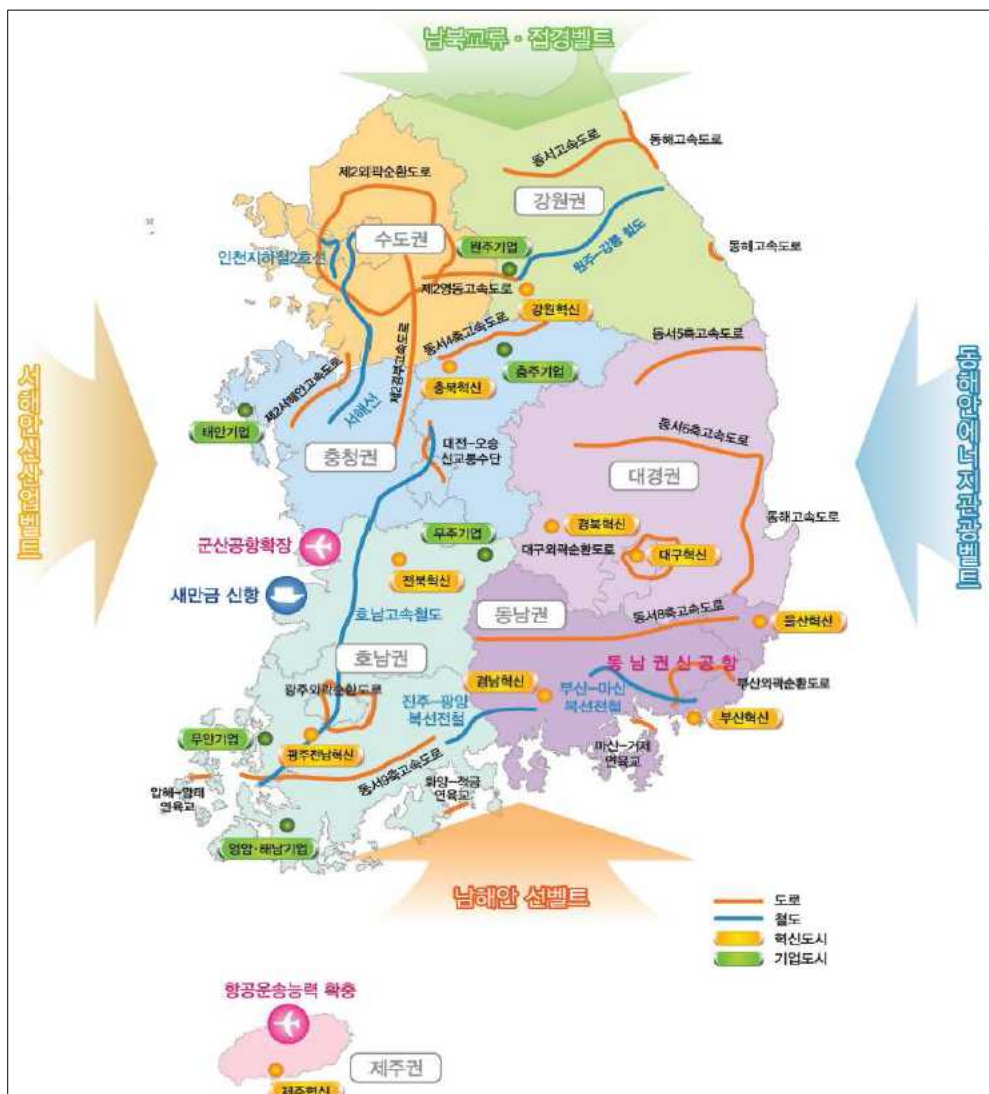 남북교류·접경벨트
동해고속도로
동서고속도로
제2외곽순환도로
강원권
수도권
원주기업
인천지하철2호선
원주-강릉 철도
동해고속도로
제2영동고속도로
강원혁신
동서4축고속도로
동서5축고속도로
충주기업
제2경부고속도로
충북혁신
제2서해안고속도로
서해선
태안기업
서해안신산업벨트
동해안에너지관광벨트
충청권
대전-오송
신교통수단
동서6축고속도로
대경권
동해고속도로
군산공항확장
무주기업
경북혁신
대구외곽순환도로
대구혁신
전북혁신
새만금 신항
호남고속철도
동남권
동서8축고속도로
울산혁신
호남권
동남권신공항
경남혁신
부산-마산
복선전철
부산외곽순환도로
광주외곽순환도로
진주-광양
복선전철
부산혁신
무안기업
광주전남혁신
마산-거제
연육교
동서9축고속도로
압해-암태
연육교
화양-적금
연육교
영암·해남기업
남해안 선벨트
도로
철도
혁신도시
기업도시
항공운송능력 확충
제주권
제주혁신